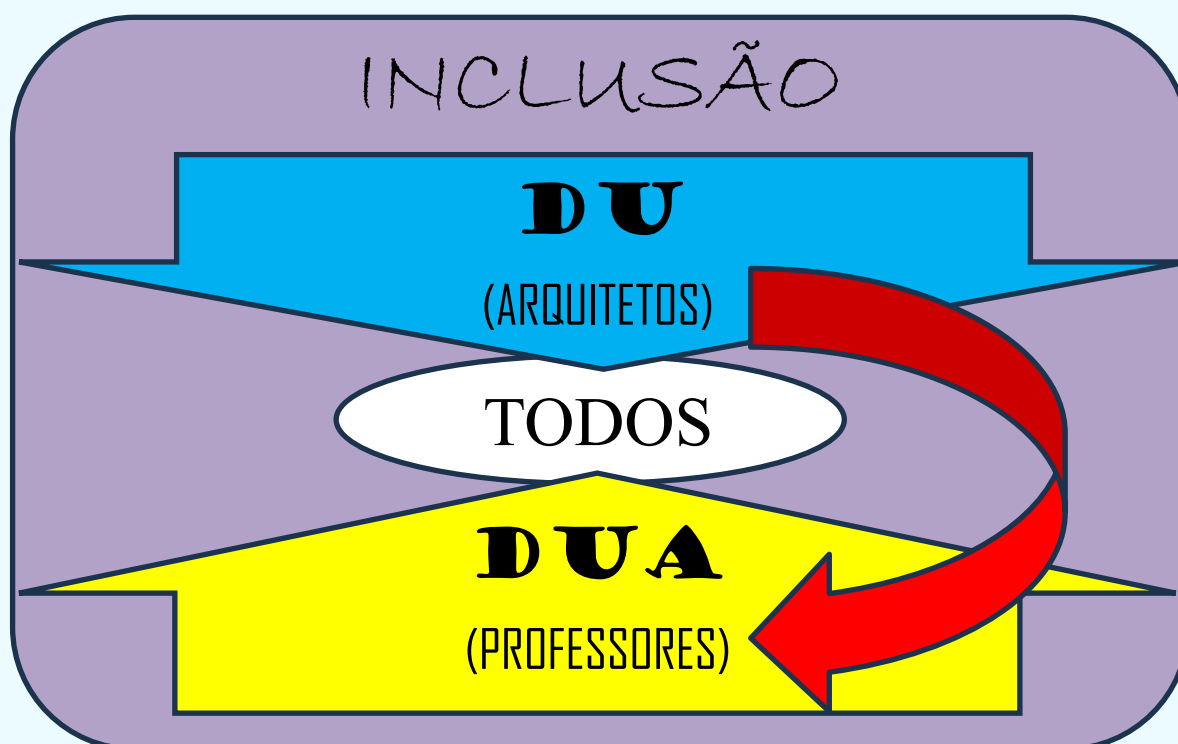 INCLUSÃO
DU
(ARQUITETOS)
TODOS
DUA
(PROFESSORES)